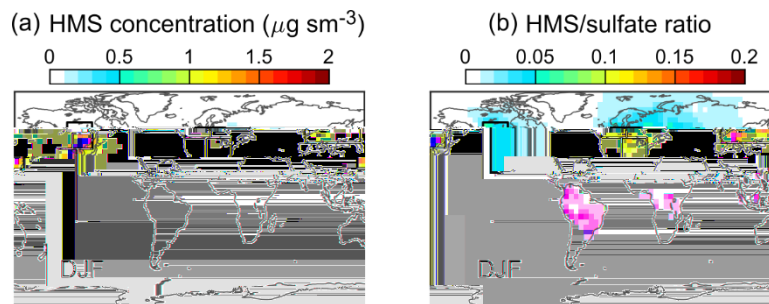 (a) HMS concentration (μg sm⁻³)
0 0.5 1 1.5 2
DJF
(b) HMS/sulfate ratio
0 0.05 0.1 0.15 0.2
DJF